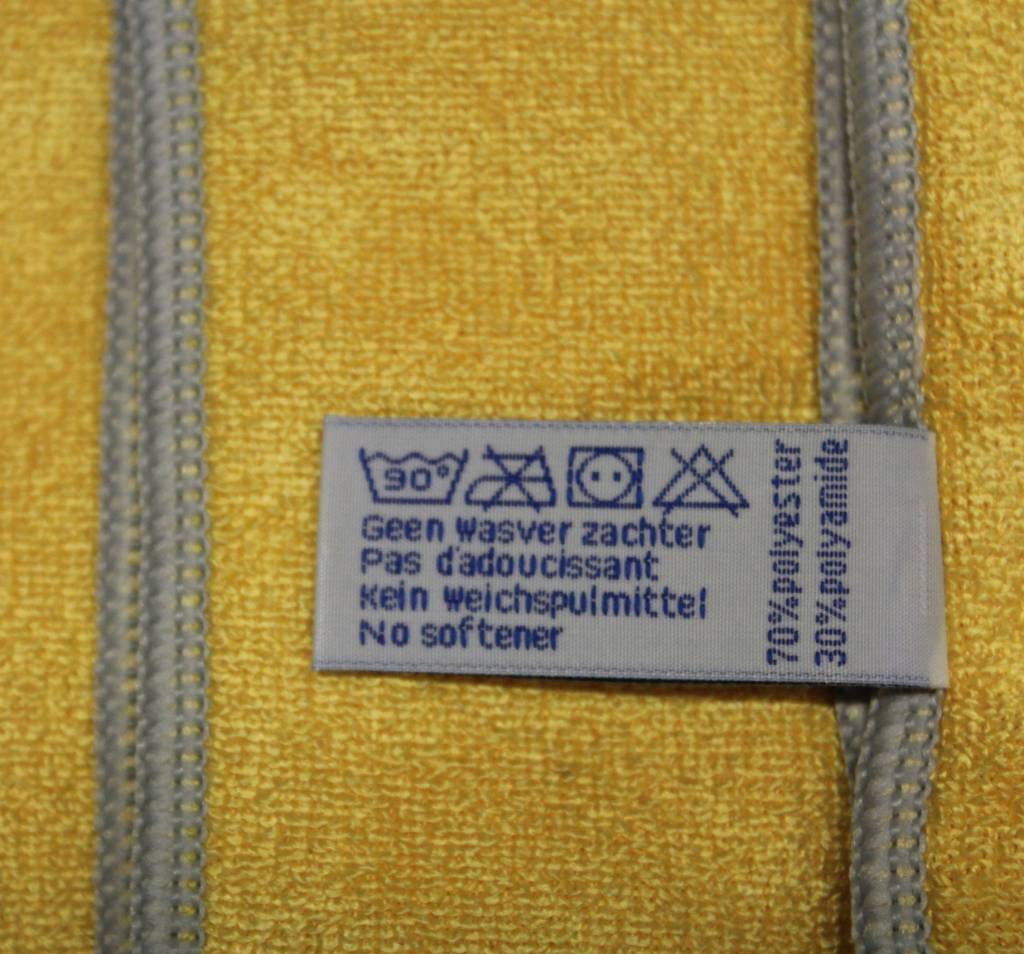 90°
Geen wasver zachter
Pas d'adoucissant
Kein weichspulmittel
No softener
70%polyester
30%polyamide